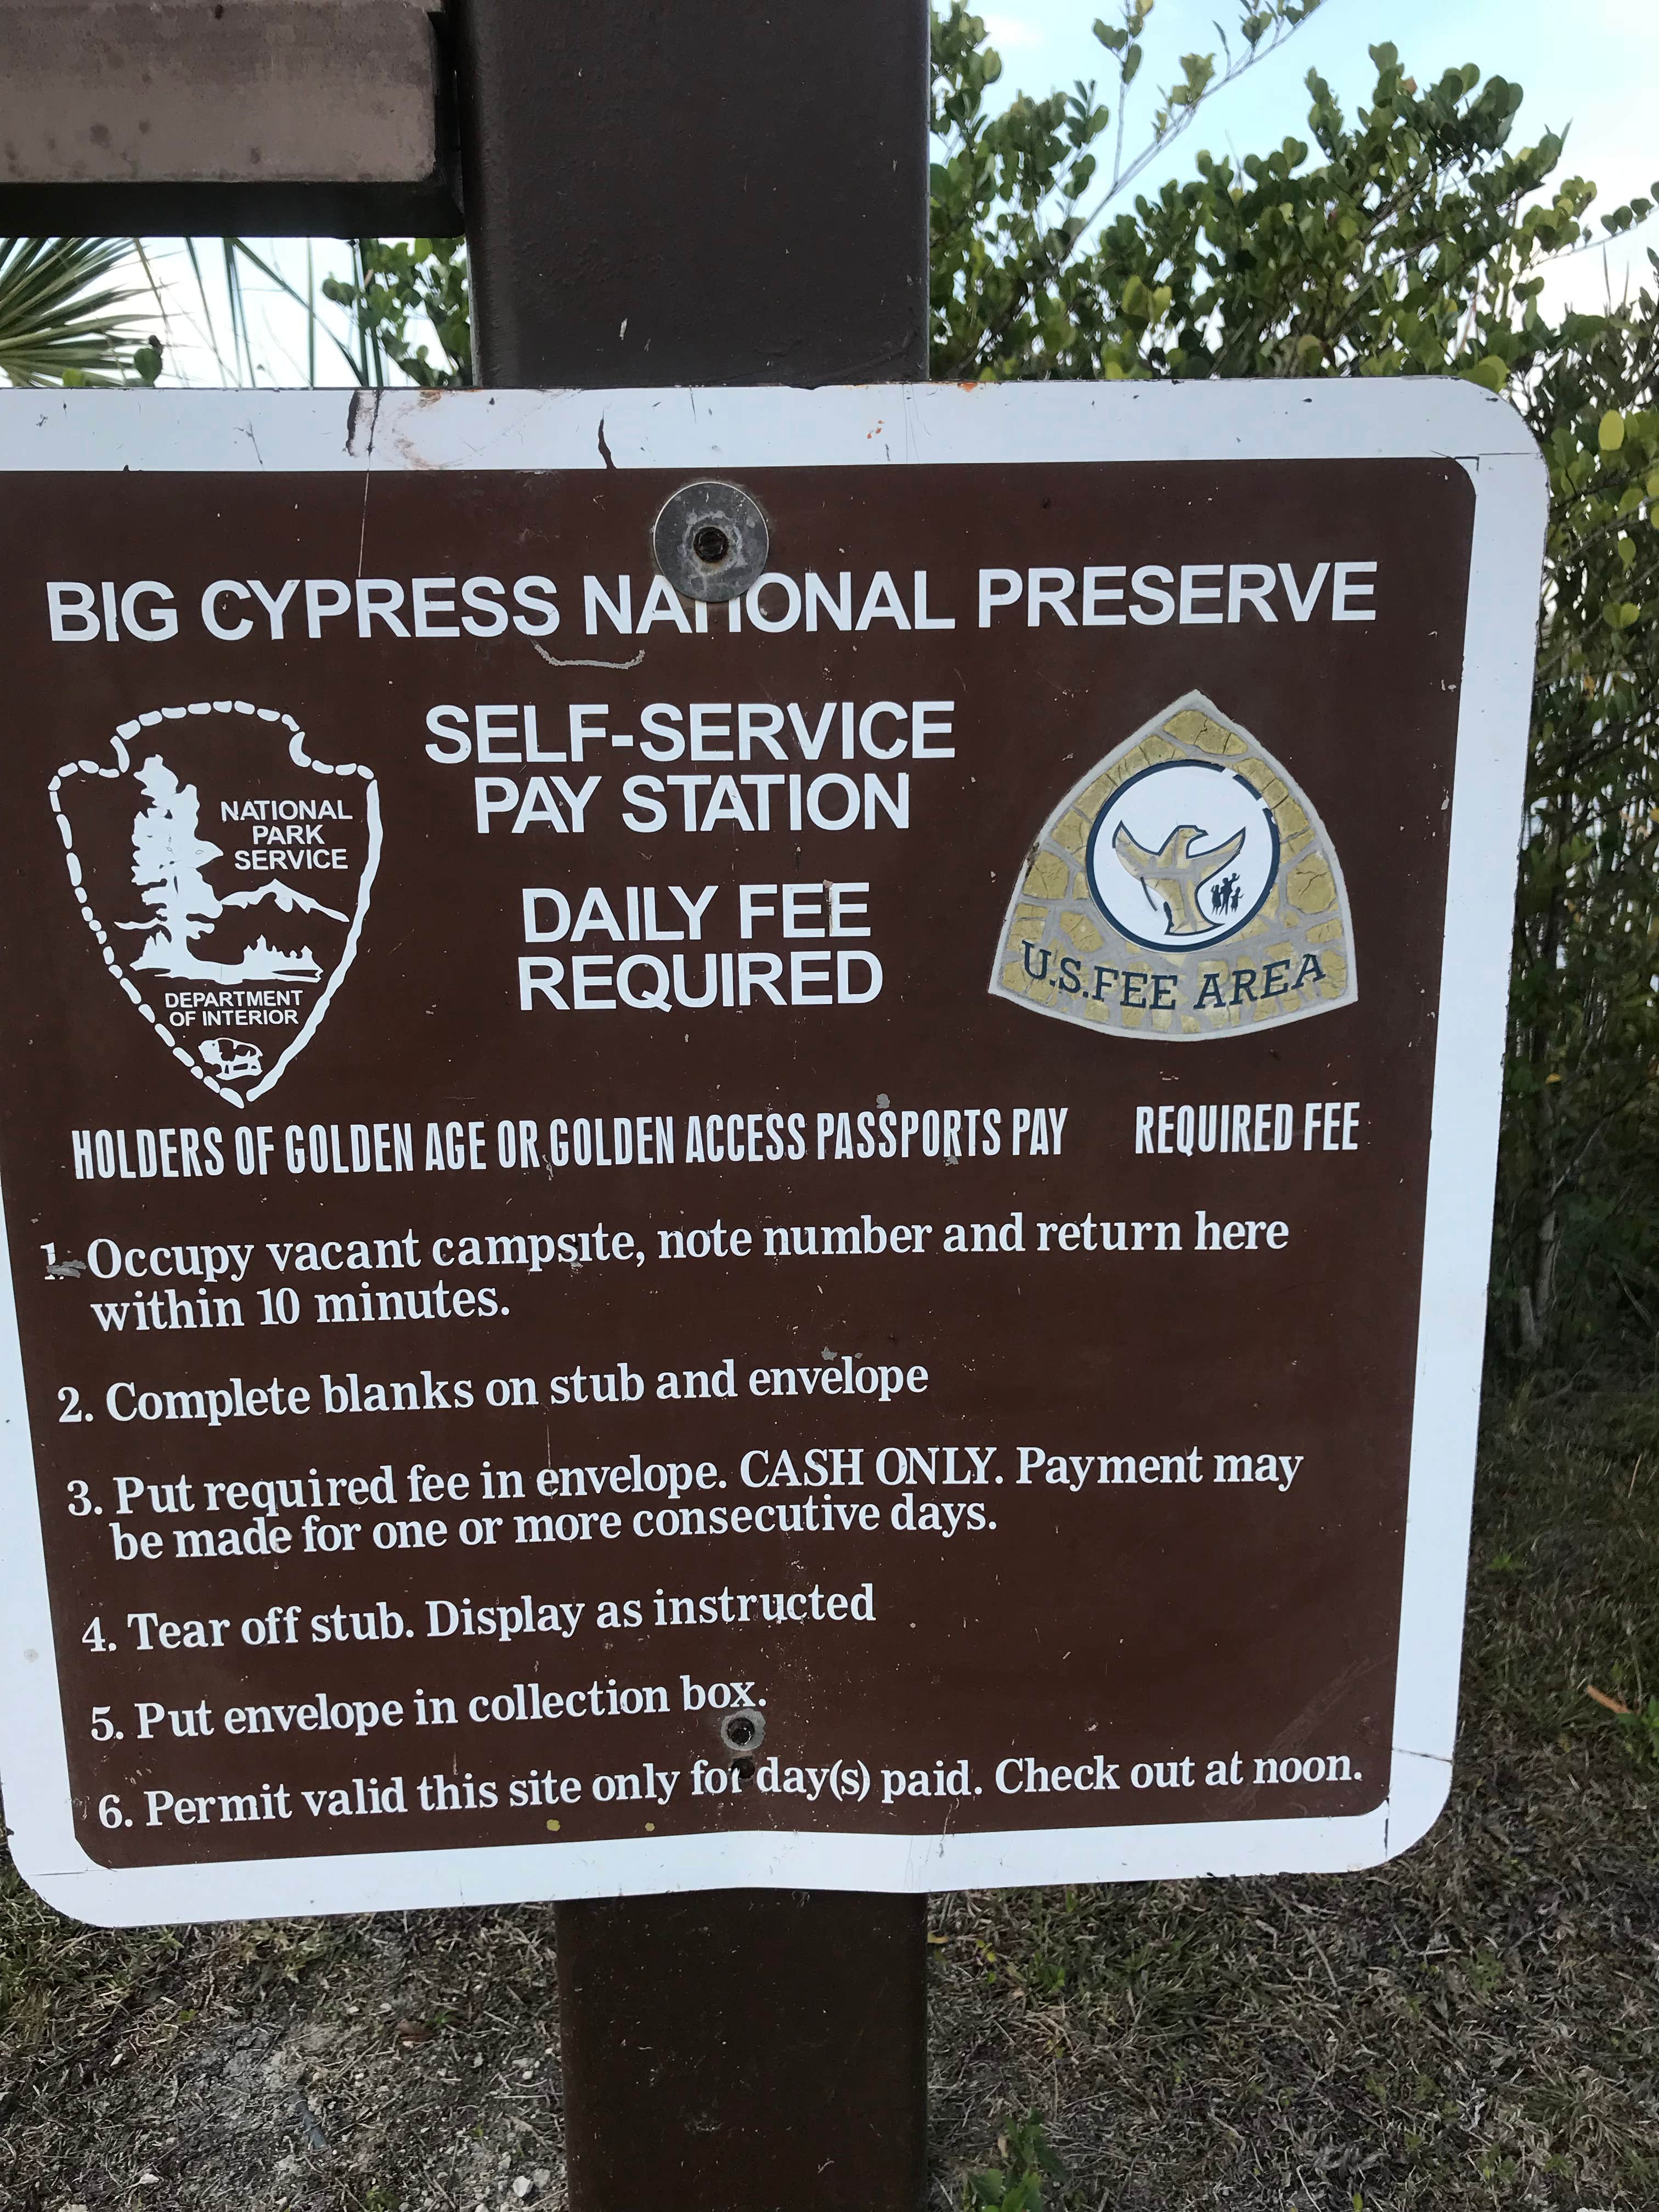 BIG CYPRESS NATIONAL PRESERVE
SELF-SERVICE
PAY STATION
DAILY FEE
REQUIRED
NATIONAL
PARK
SERVICE
DEPARTMENT
OF INTERIOR
U.S. FEE AREA
HOLDERS OF GOLDEN AGE OR GOLDEN ACCESS PASSPORTS PAY REQUIRED FEE
1. Occupy vacant campsite, note number and return here
within 10 minutes.
2. Complete blanks on stub and envelope
3. Put required fee in envelope. CASH ONLY. Payment may
be made for one or more consecutive days.
4. Tear off stub. Display as instructed
5. Put envelope in collection box.
6. Permit valid this site only for day(s) paid. Check out at noon.